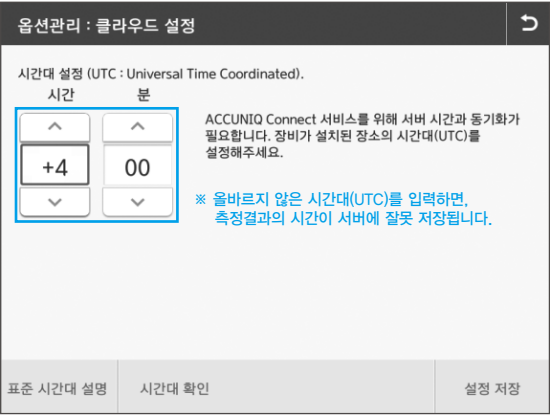 옵션관리 : 클라우드 설정
시간대 설정 (UTC : Universal Time Coordinated).
시간 분
+4 00
ACCUNIQ Connect 서비스를 위해 서버 시간과 동기화가
필요합니다. 장비가 설치된 장소의 시간대(UTC)를
설정해주세요.
※ 올바르지 않은 시간대(UTC)를 입력하면,
측정결과의 시간이 서버에 잘못 저장됩니다.
표준 시간대 설명 시간대 확인 설정 저장